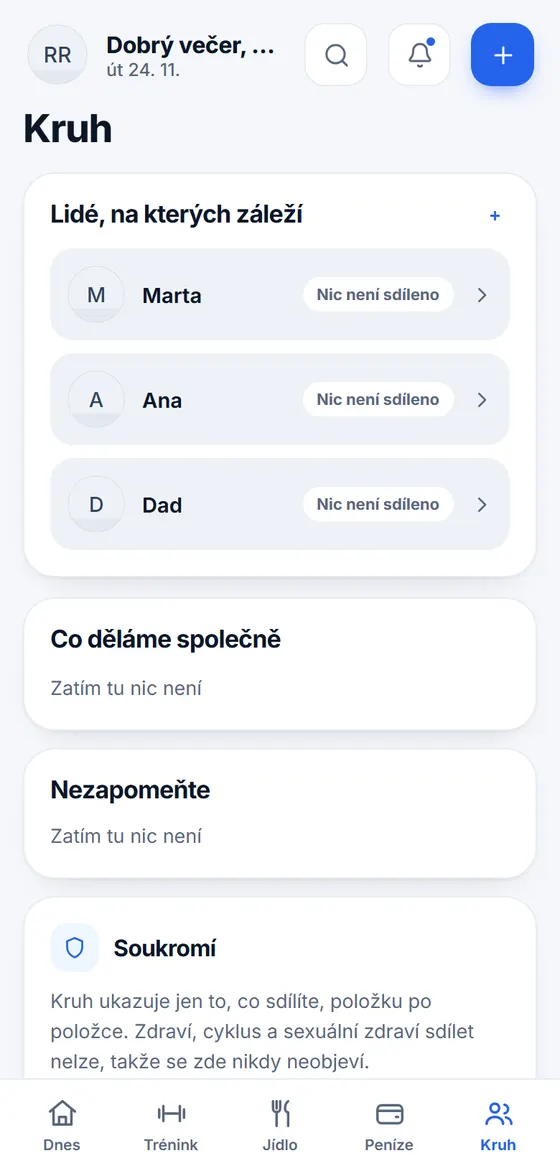 RR
Dobrý večer, ...
út 24. 11.
Kruh
Lidé, na kterých záleží
+
M
Marta
Nic není sdíleno
A
Ana
Nic není sdíleno
D
Dad
Nic není sdíleno
Co děláme společně
Zatím tu nic není
Nezapomeňte
Zatím tu nic není
Soukromí
Kruh ukazuje jen to, co sdílíte, položku po
položce. Zdraví, cyklus a sexuální zdraví sdílet
nelze, takže se zde nikdy neobjeví.
Dnes
Trénink
Jídlo
Peníze
Kruh